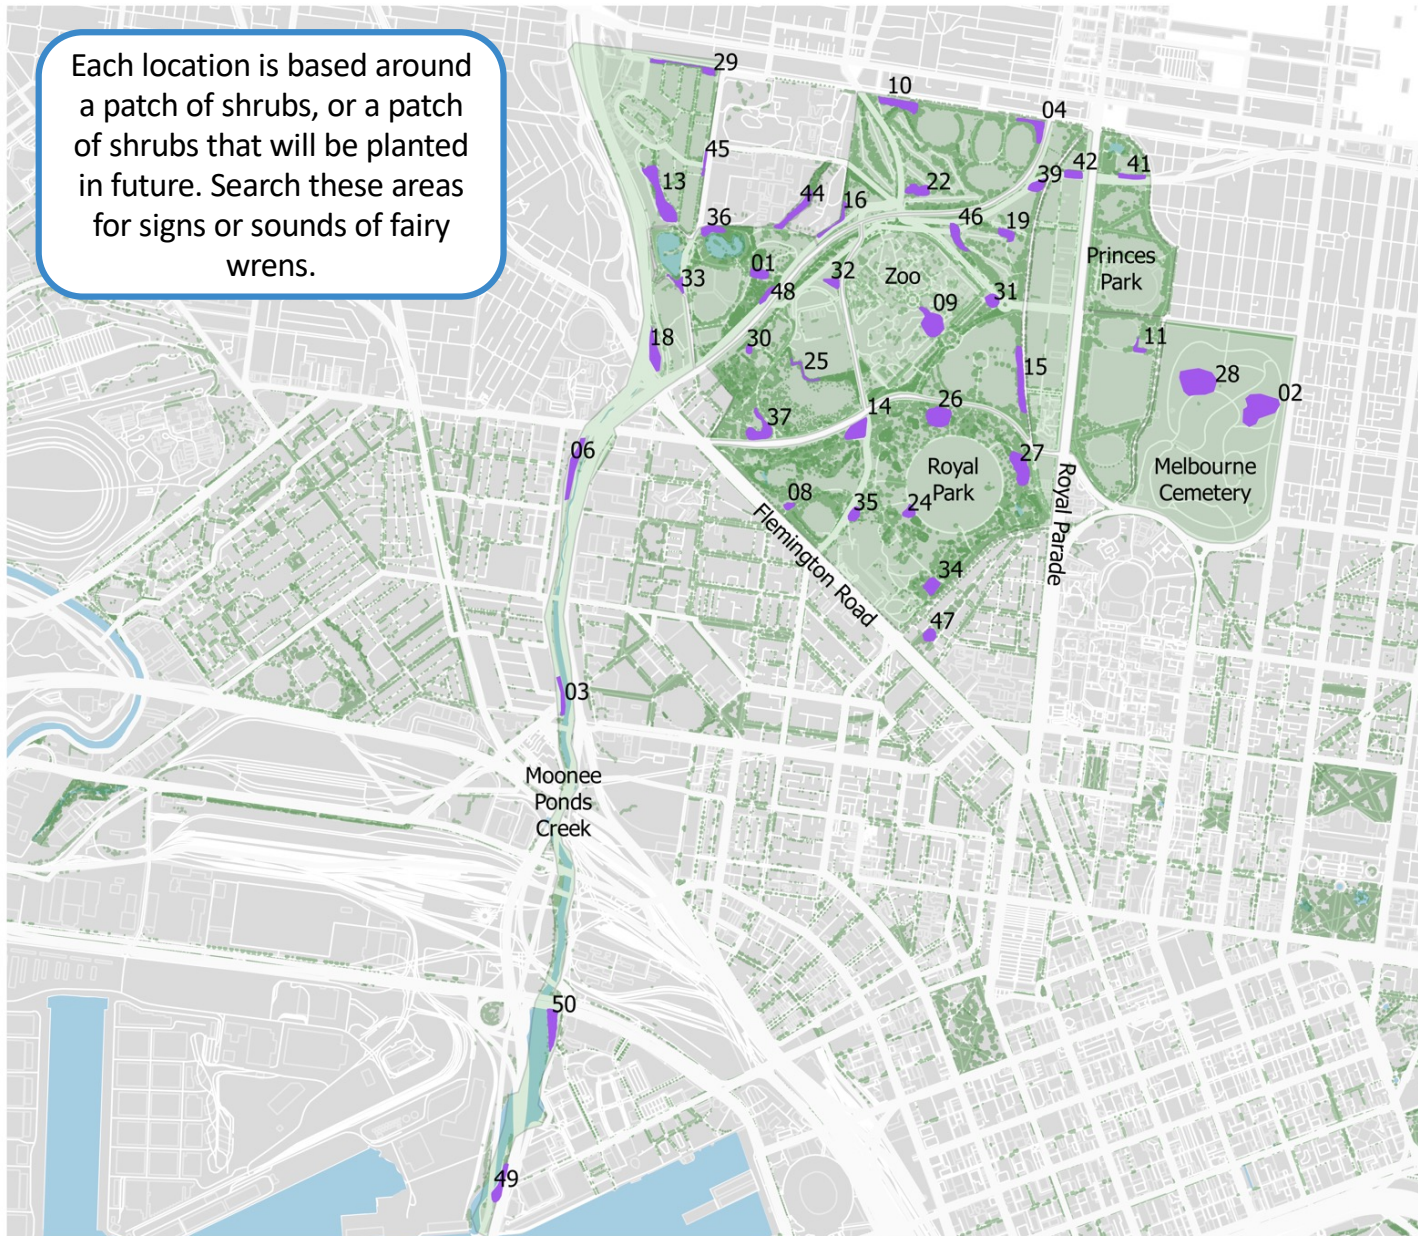 Each location is based around
a patch of shrubs, or a patch
of shrubs that will be planted
in future. Search these areas
for signs or sounds of fairy
wrens.
29
10
04
45
13
44
16
22
39
42
41
36
46
19
01
33
48
32
Zoo
Princes
Park
31
09
18
30
25
15
11
28
02
37
14
26
06
27
Royal
Park
Melbourne
Cemetery
08
35
24
Flemington Road
Royal Parade
34
47
03
Moonee
Ponds
Creek
50
49